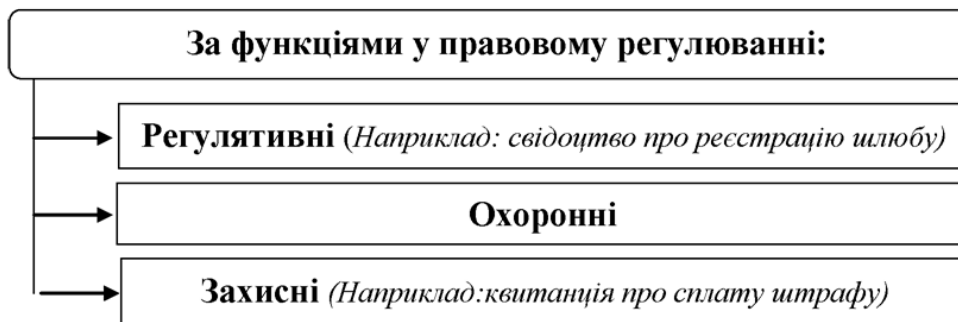 За функціями у правовому регулюванні:
Регулятивні (Наприклад: свідоцтво про реєстрацію шлюбу)
Охоронні
Захисні (Наприклад:квитанція про сплату штрафу)